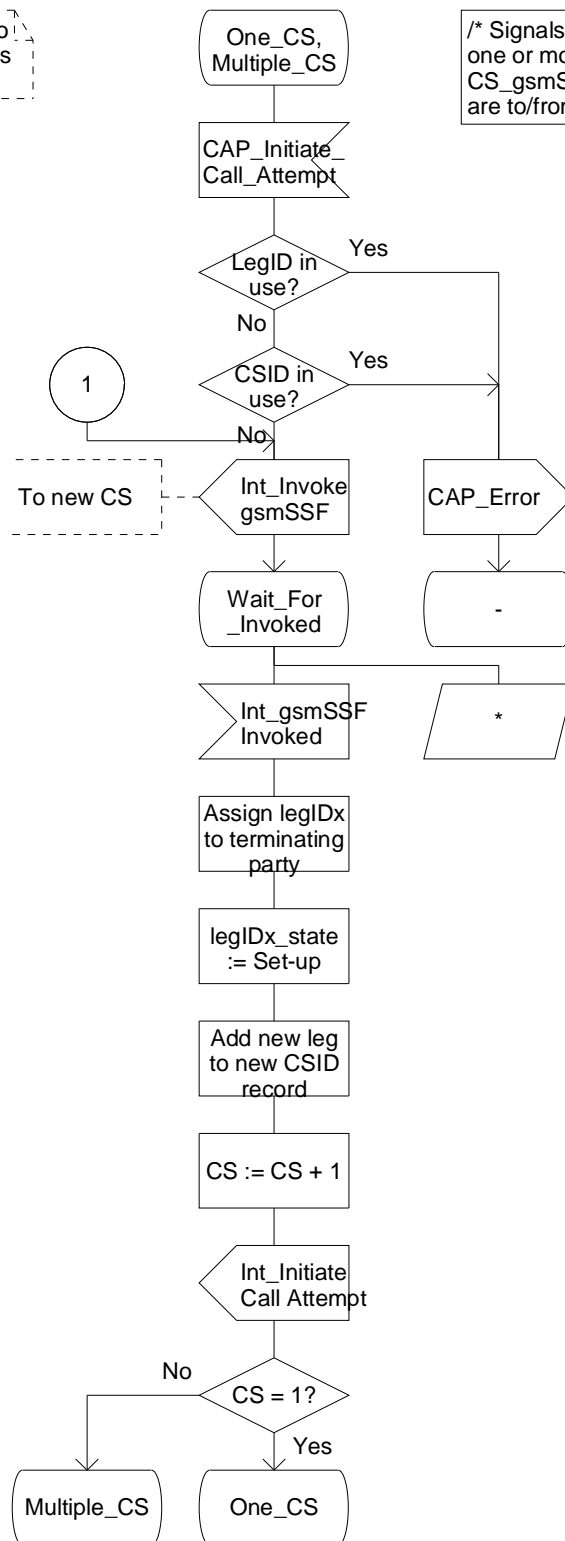 o
s
One_CS,
Multiple_CS
/* Signals
one or mo
CS_gsmS
are to/from
CAP_Initiate_
Call_Attempt
LegID in
use?
Yes
No
1
CSID in
use?
Yes
No
To new CS
Int_Invoke
gsmSSF
CAP_Error
Wait_For
_Invoked
-
Int_gsmSSF
Invoked
*
Assign legIDx
to terminating
party
legIDx_state
:= Set-up
Add new leg
to new CSID
record
CS := CS + 1
Int_Initiate
Call Attempt
No
CS = 1?
Yes
Multiple_CS
One_CS